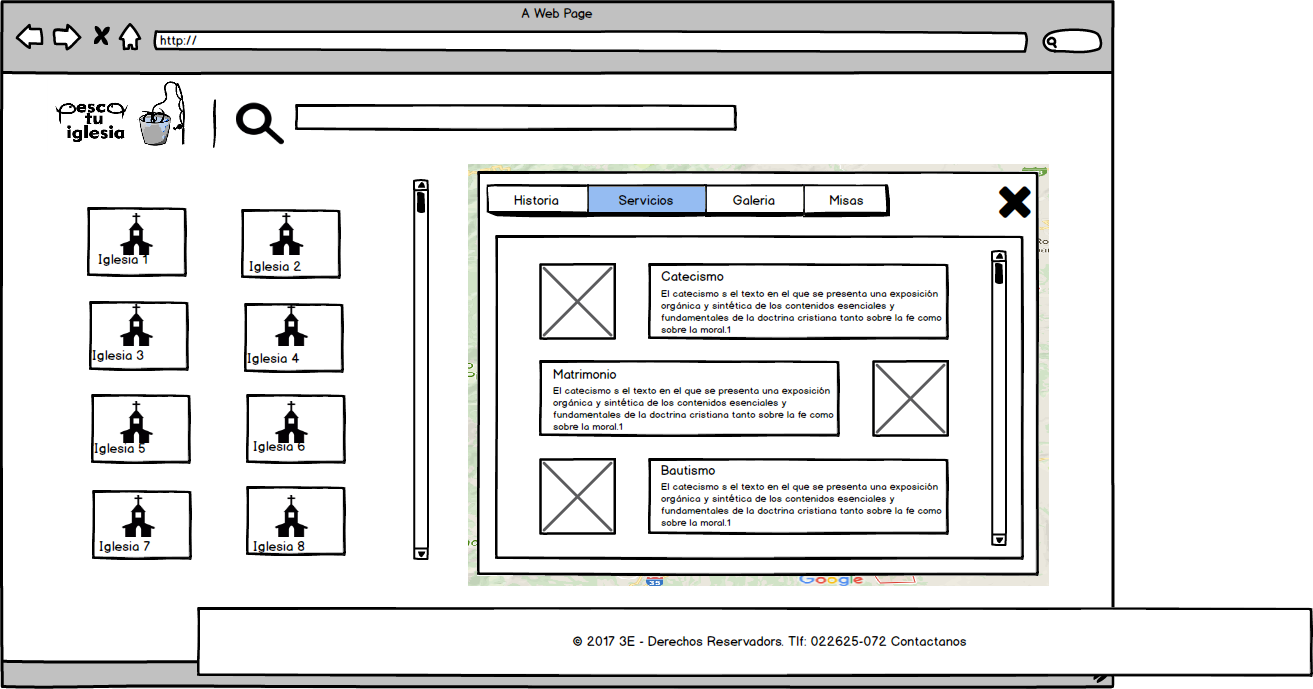 A Web Page
http://
pesca
tu
iglesia
Iglesia 1
Iglesia 2
Iglesia 3
Iglesia 4
Iglesia 5
Iglesia 6
Iglesia 7
Iglesia 8
Historia
Servicios
Galeria
Misas
Catecismo
El catecismo s el texto en el que se presenta una exposición
orgánica y sintética de los contenidos esenciales y
fundamentales de la doctrina cristiana tanto sobre la fe como
sobre la moral.1
Matrimonio
El catecismo s el texto en el que se presenta una exposición
orgánica y sintética de los contenidos esenciales y
fundamentales de la doctrina cristiana tanto sobre la fe como
sobre la moral.1
Bautismo
El catecismo s el texto en el que se presenta una exposición
orgánica y sintética de los contenidos esenciales y
fundamentales de la doctrina cristiana tanto sobre la fe como
sobre la moral.1
Google
© 2017 3E - Derechos Reservadors. Tlf: 022625-072 Contactanos